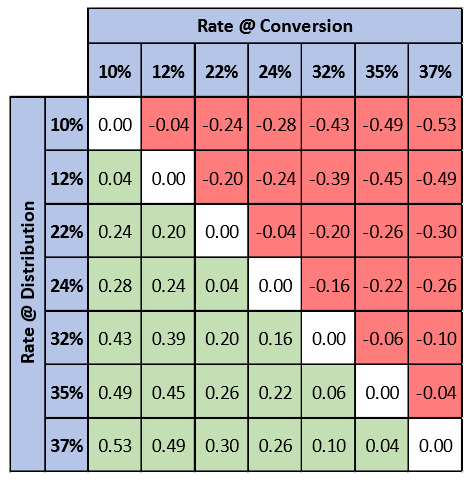 Rate @ Conversion
10% 12% 22% 24% 32% 35% 37%
Rate @ Distribution
10% 0.00 -0.04 -0.24 -0.28 -0.43 -0.49 -0.53
12% 0.04 0.00 -0.20 -0.24 -0.39 -0.45 -0.49
22% 0.24 0.20 0.00 -0.04 -0.20 -0.26 -0.30
24% 0.28 0.24 0.04 0.00 -0.16 -0.22 -0.26
32% 0.43 0.39 0.20 0.16 0.00 -0.06 -0.10
35% 0.49 0.45 0.26 0.22 0.06 0.00 -0.04
37% 0.53 0.49 0.30 0.26 0.10 0.04 0.00